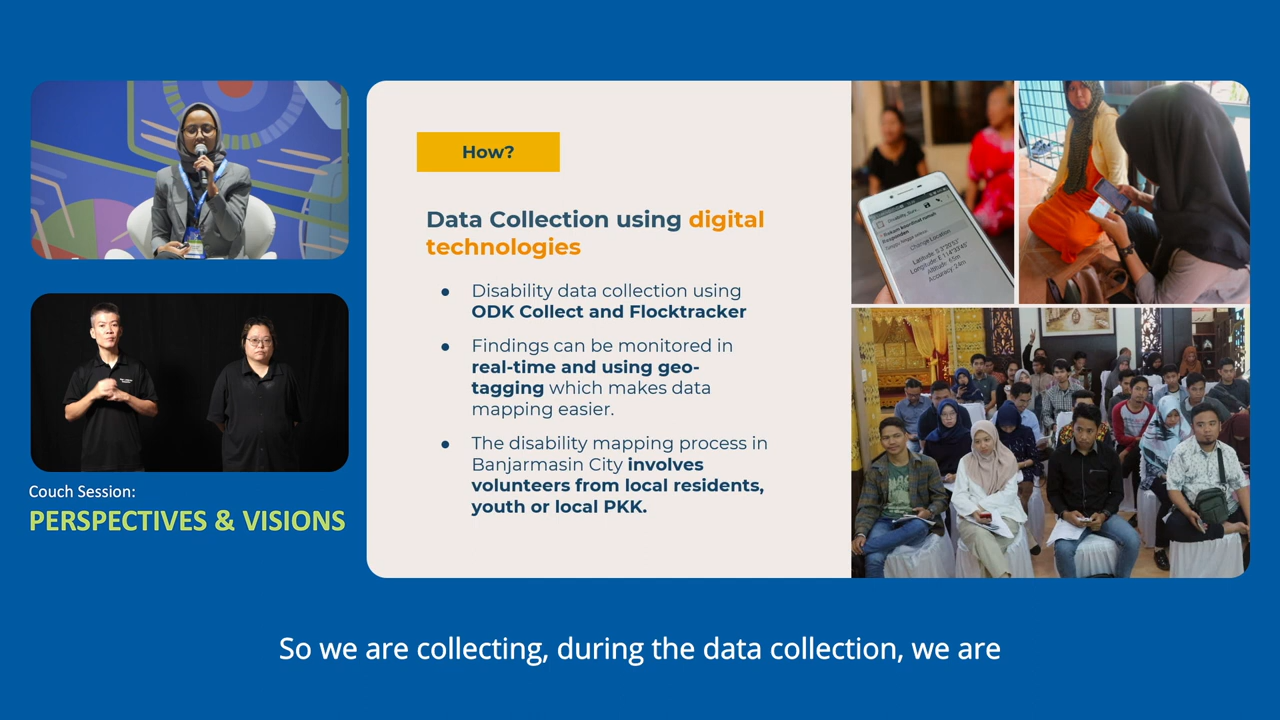 How?
Data Collection using digital
technologies
● Disability data collection using
ODK Collect and Flocktracker
● Findings can be monitored in
real-time and using geo-
tagging which makes data
mapping easier.
● The disability mapping process in
Banjarmasin City involves
volunteers from local residents,
youth or local PKK.
Change Location
Couch Session:
PERSPECTIVES & VISIONS
So we are collecting, during the data collection, we are